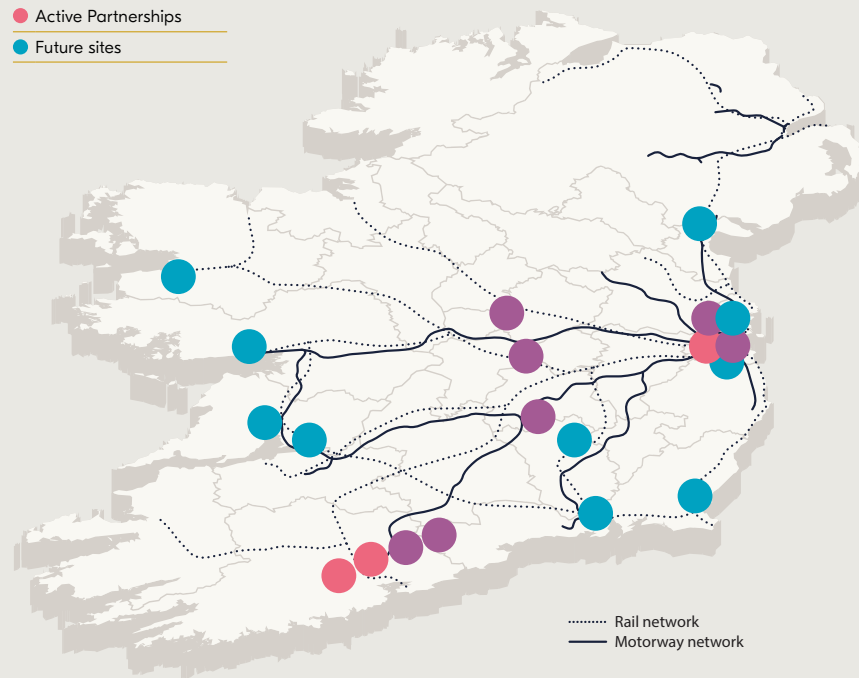 Active Partnerships
Future sites
Rail network
Motorway network